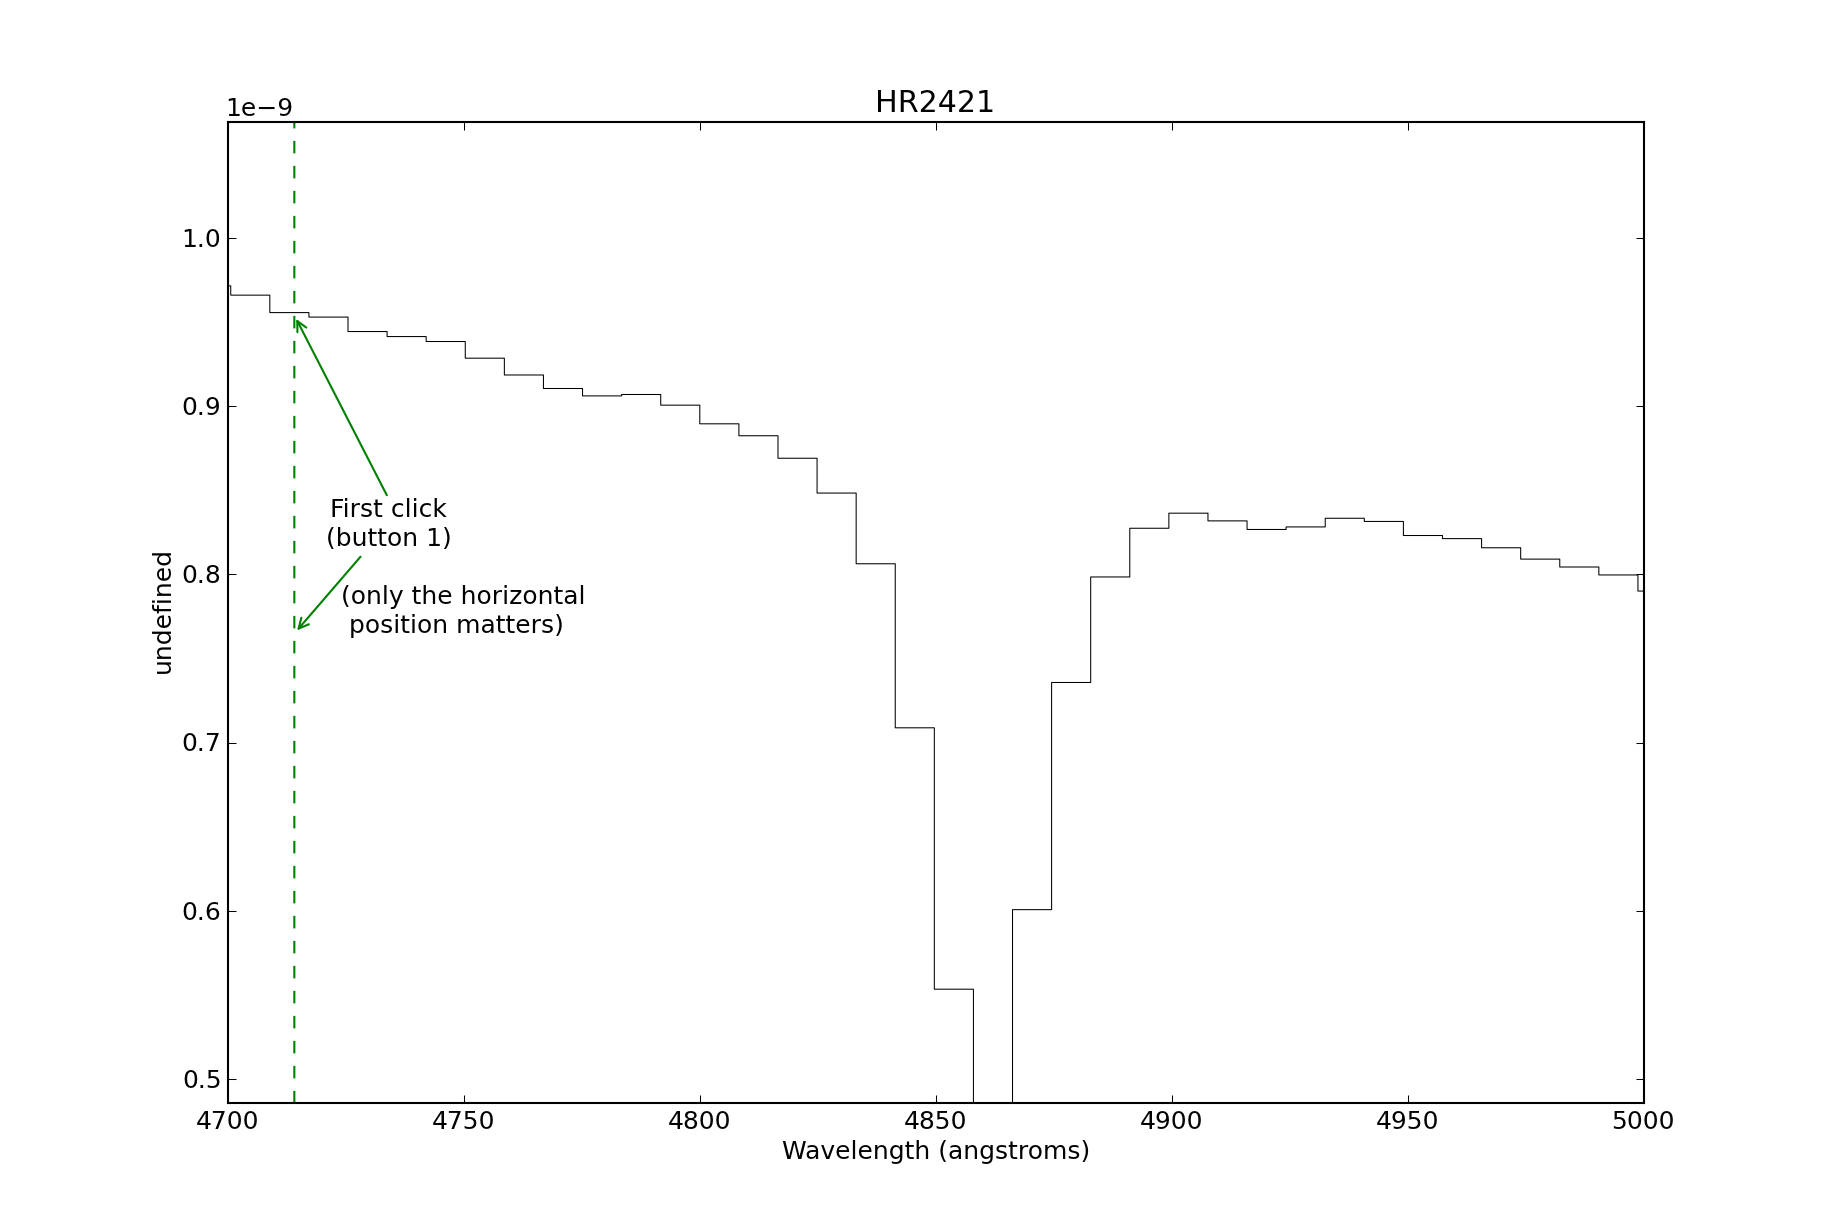 HR2421
1e−9
1.0
0.9
0.8
0.7
0.6
0.5
undefined
First click
(button 1)
(only the horizontal
position matters)
4700 4750 4800 4850 4900 4950 5000
Wavelength (angstroms)